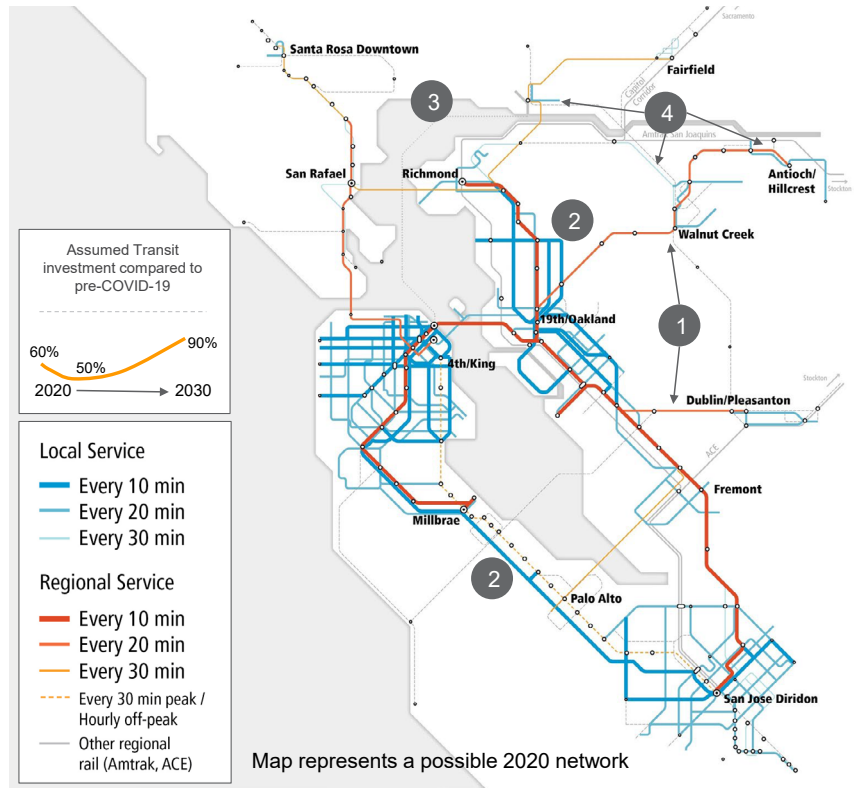 Sacramento
Santa Rosa Downtown
Fairfield
Capitol
Corridor
3
4
Amtrak San Joaquins
San Rafael
Richmond
Antioch/
Hillcrest
Stockton
2
Walnut Creek
Assumed Transit
investment compared to
pre-COVID-19
60%
50%
90%
2020
2030
19th/Oakland
1
4th/King
Dublin/Pleasanton
Stockton
ACE
Local Service
Every 10 min
Every 20 min
Every 30 min
Fremont
Millbrae
2
Palo Alto
Regional Service
Every 10 min
Every 20 min
Every 30 min
Every 30 min peak /
Hourly off-peak
Other regional
rail (Amtrak, ACE)
San Jose Diridon
Map represents a possible 2020 network